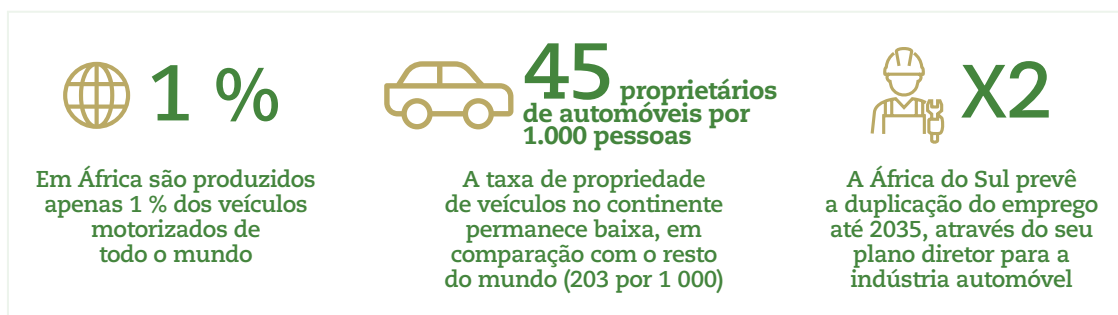 1 %
Em África são produzidos
apenas 1 % dos veículos
motorizados de
todo o mundo
45 proprietários
de automóveis por
1.000 pessoas
A taxa de propriedade
de veículos no continente
permanece baixa, em
comparação com o resto
do mundo (203 por 1 000)
X2
A África do Sul prevê
a duplicação do emprego
até 2035, através do seu
plano diretor para a
indústria automóvel